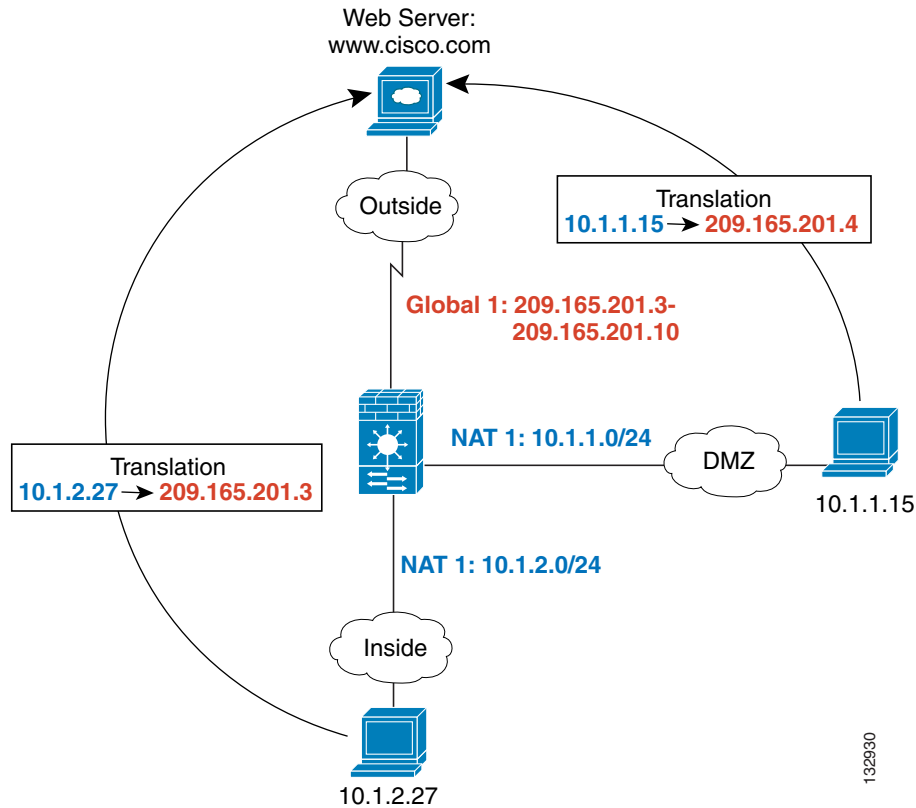 Web Server:
www.cisco.com
Outside
Translation
10.1.1.15 → 209.165.201.4
Global 1: 209.165.201.3-
209.165.201.10
NAT 1: 10.1.1.0/24
DMZ
10.1.1.15
Translation
10.1.2.27 → 209.165.201.3
NAT 1: 10.1.2.0/24
Inside
10.1.2.27
132930